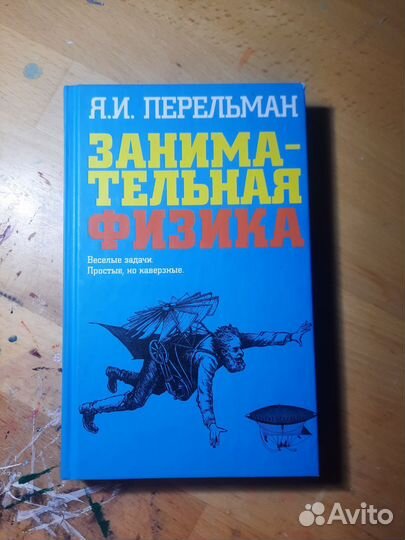 Я.И. ПЕРЕЛЬМАН
ЗАНИМА-
ТЕЛЬНАЯ
ФИЗИКА
Веселые задачи.
Простые, но каверзные.
Avito